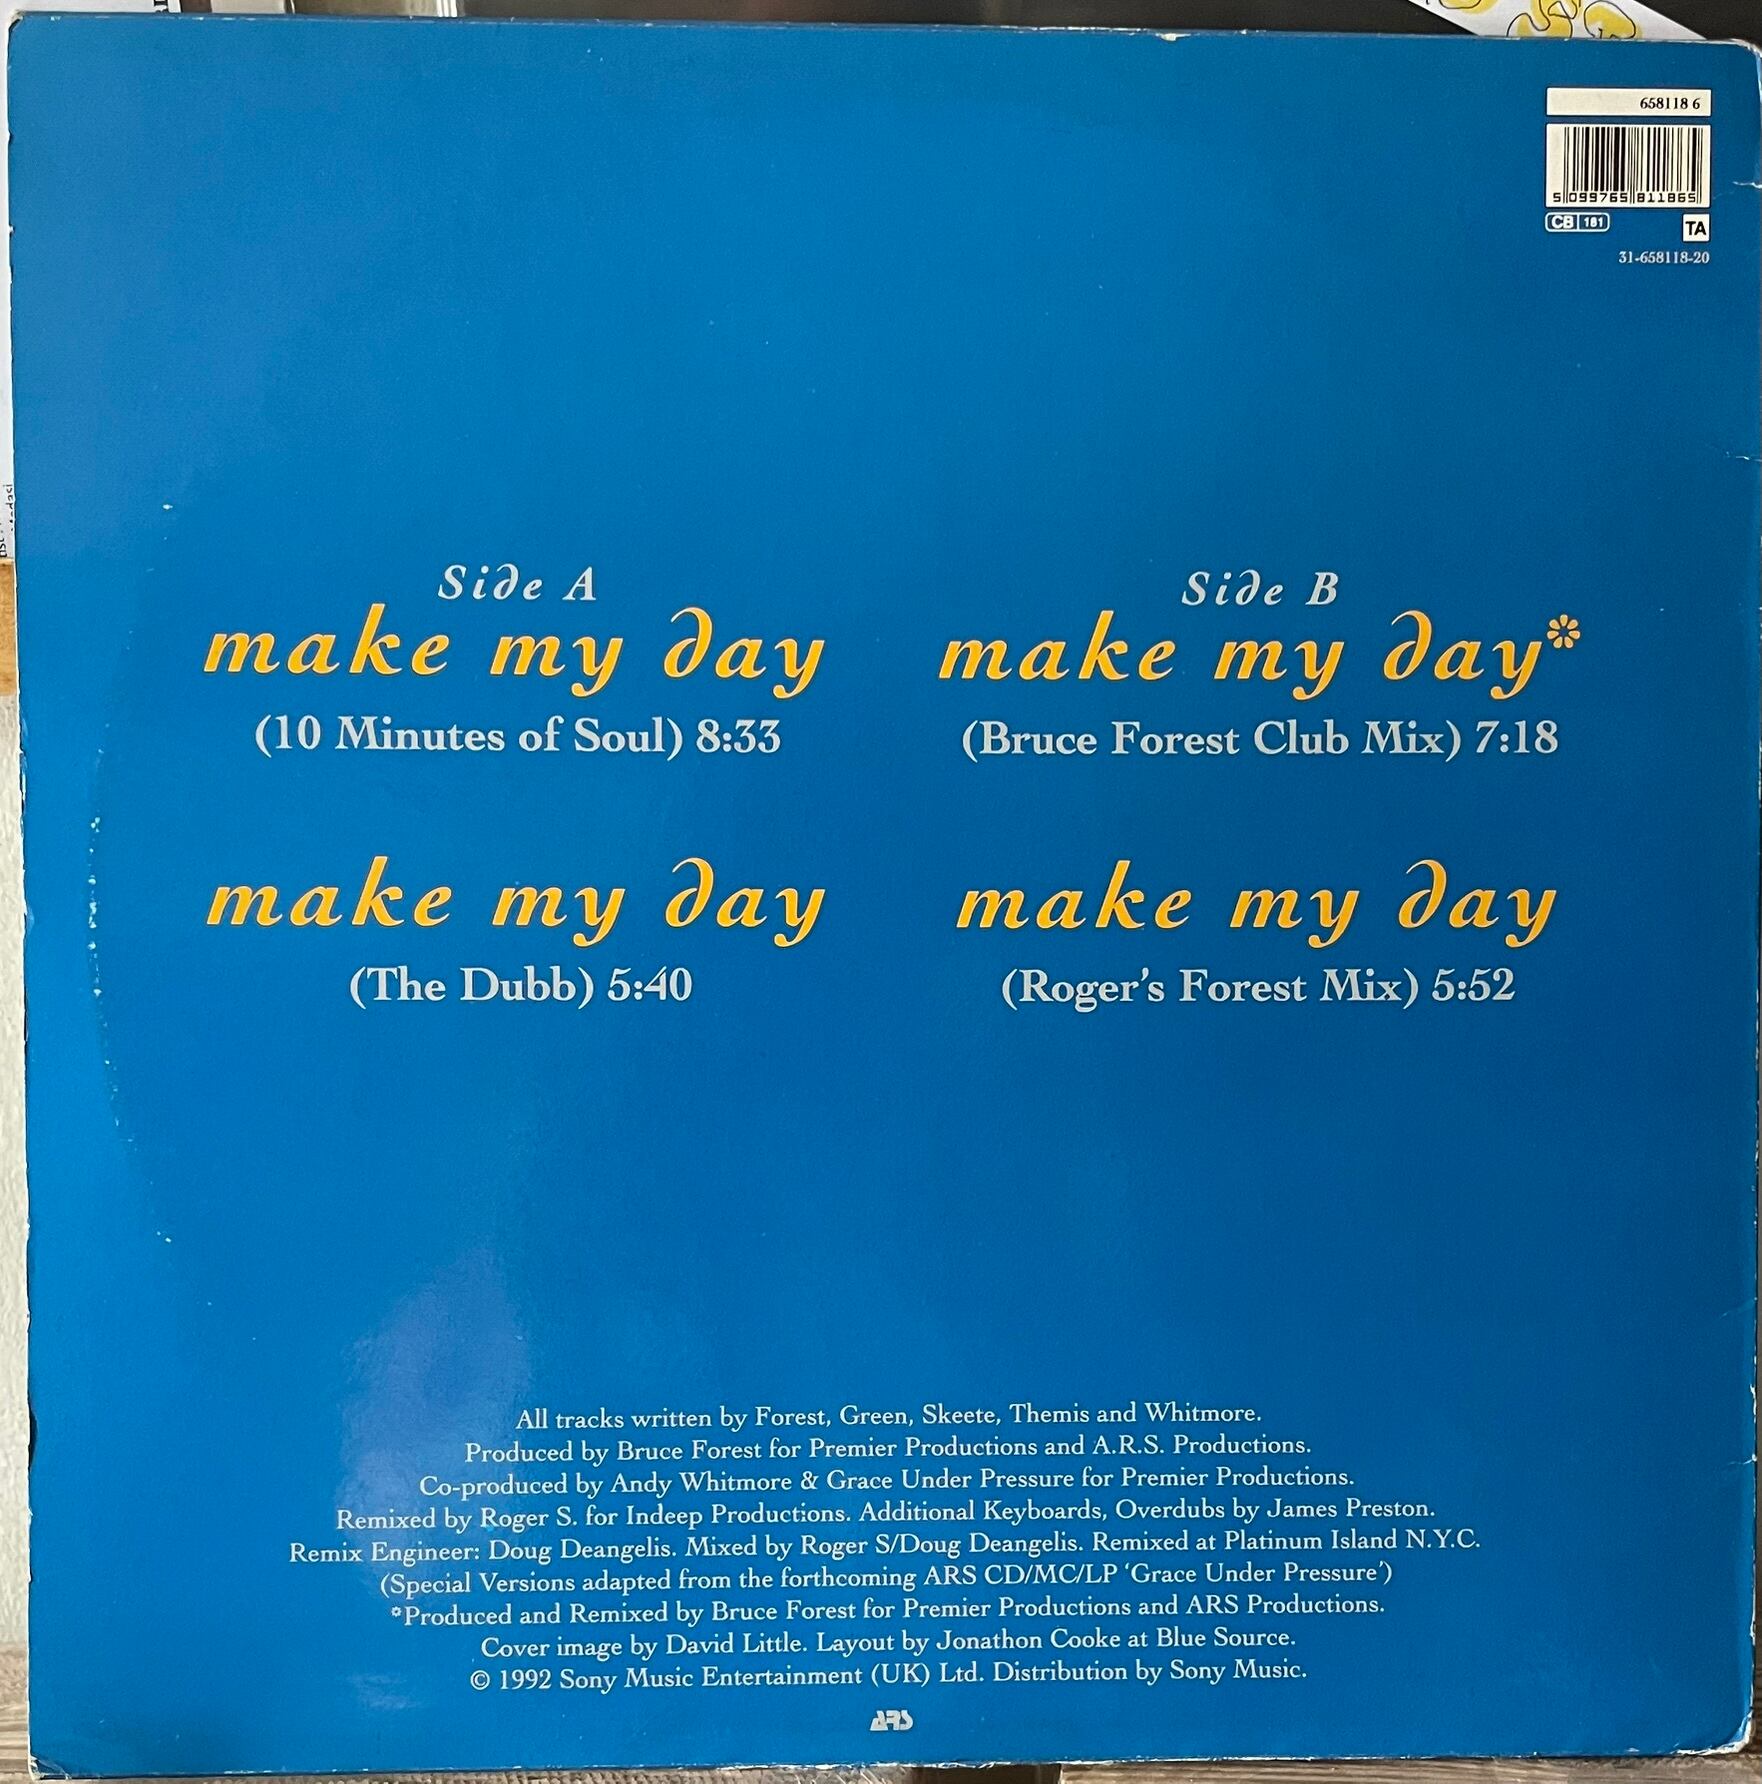 658118 6
5 099765 811865
CB 181
TA
31-658118-20
Side A
make my day
(10 Minutes of Soul) 8:33
make my day
(The Dubb) 5:40
Side B
make my day*
(Bruce Forest Club Mix) 7:18
make my day
(Roger's Forest Mix) 5:52
All tracks written by Forest, Green, Skeete, Themis and Whitmore.
Produced by Bruce Forest for Premier Productions and A.R.S. Productions.
Co-produced by Andy Whitmore & Grace Under Pressure for Premier Productions.
Remixed by Roger S. for Indeep Productions. Additional Keyboards, Overdubs by James Preston.
Remix Engineer: Doug Deangelis. Mixed by Roger S/Doug Deangelis. Remixed at Platinum Island N.Y.C.
(Special Versions adapted from the forthcoming ARS CD/MC/LP 'Grace Under Pressure')
*Produced and Remixed by Bruce Forest for Premier Productions and ARS Productions.
Cover image by David Little. Layout by Jonathon Cooke at Blue Source.
© 1992 Sony Music Entertainment (UK) Ltd. Distribution by Sony Music.
ARS